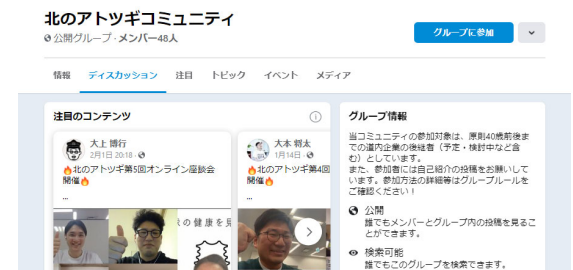 北のアトツギコミュニティ
公開グループ・メンバー48人
グループに参加
情報 ディスカッション 注目 トピック イベント メディア
注目のコンテンツ
大上 博行
2月1日 20:18
🔥北のアトツギ第5回オンライン座談会
開催🔥
...
の健康を見
大本 将太
1月14日
🔥北のアトツギ第4回
開催🔥
...
グループ情報
当コミュニティの参加対象は、原則40歳前後ま
での道内企業の後継者（予定・検討中など含
む）としています。
また、参加者には自己紹介の投稿をお願いして
います。参加方法の詳細等はグループルールを
ご確認ください！
公開
誰でもメンバーとグループ内の投稿を見るこ
とができます。
検索可能
誰でもこのグループを検索できます。